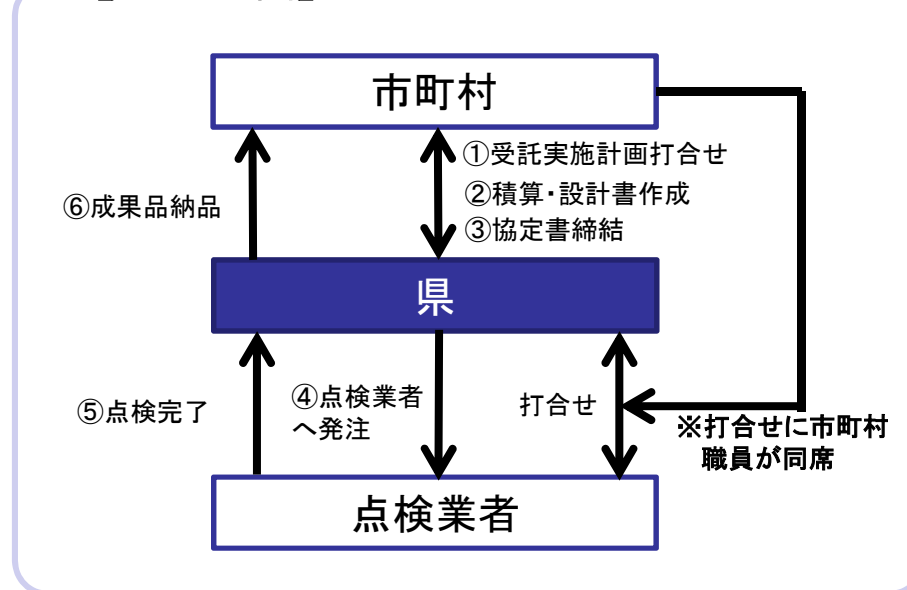 市町村
①受託実施計画打合せ
②積算・設計書作成
③協定書締結
⑥成果品納品
県
⑤点検完了
④点検業者
へ発注
打合せ
※打合せに市町村
職員が同席
点検業者